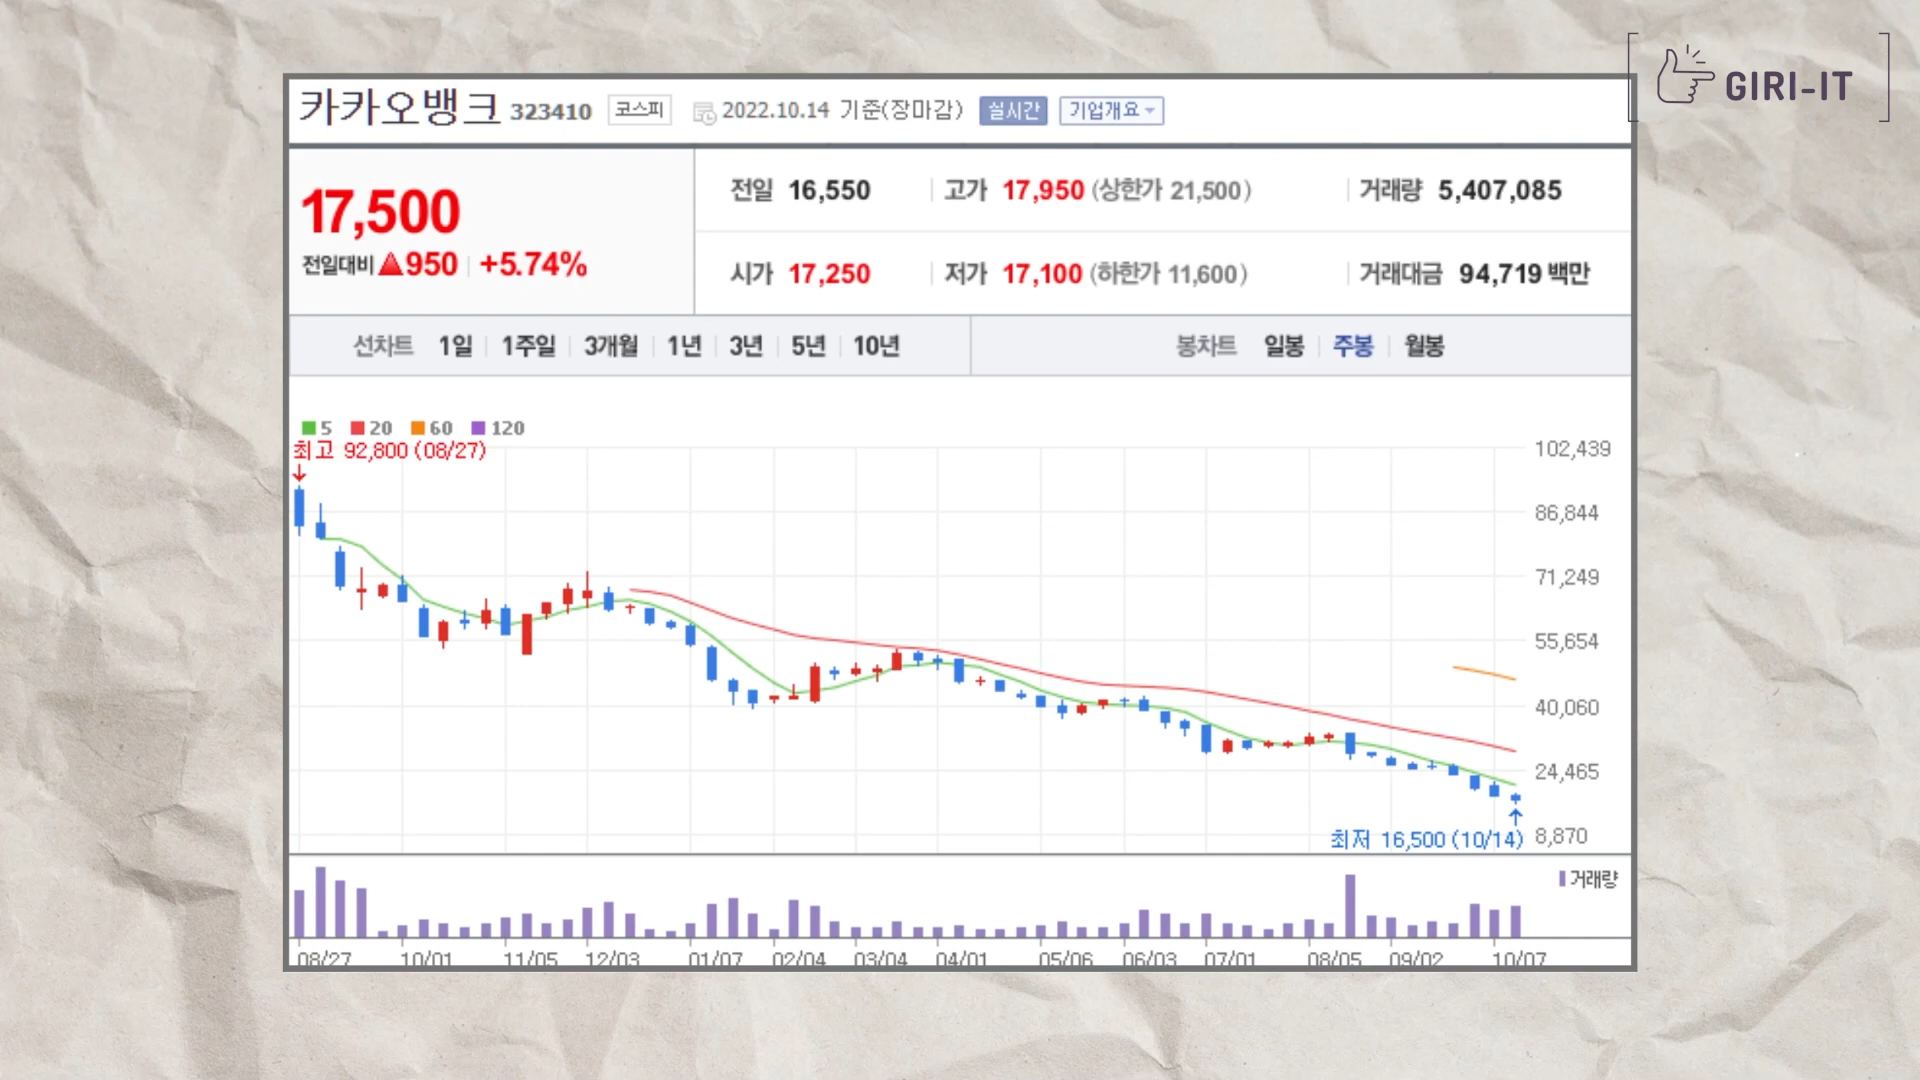 GIRI-IT
카카오뱅크 323410 코스피 2022.10.14 기준(장마감) 실시간 기업개요
17,500
전일대비 ▲950 +5.74%
전일 16,550 고가 17,950 (상한가 21,500) 거래량 5,407,085
시가 17,250 저가 17,100 (하한가 11,600) 거래대금 94,719 백만
선차트 1일 1주일 3개월 1년 3년 5년 10년 봉차트 일봉 주봉 월봉
5 20 60 120
최고 92,800 (08/27)
102,439
86,844
71,249
55,654
40,060
24,465
8,870
최저 16,500 (10/14)
거래량
08/27 10/01 11/05 12/03 01/07 02/04 03/04 04/01 05/06 06/03 07/01 08/05 09/02 10/07